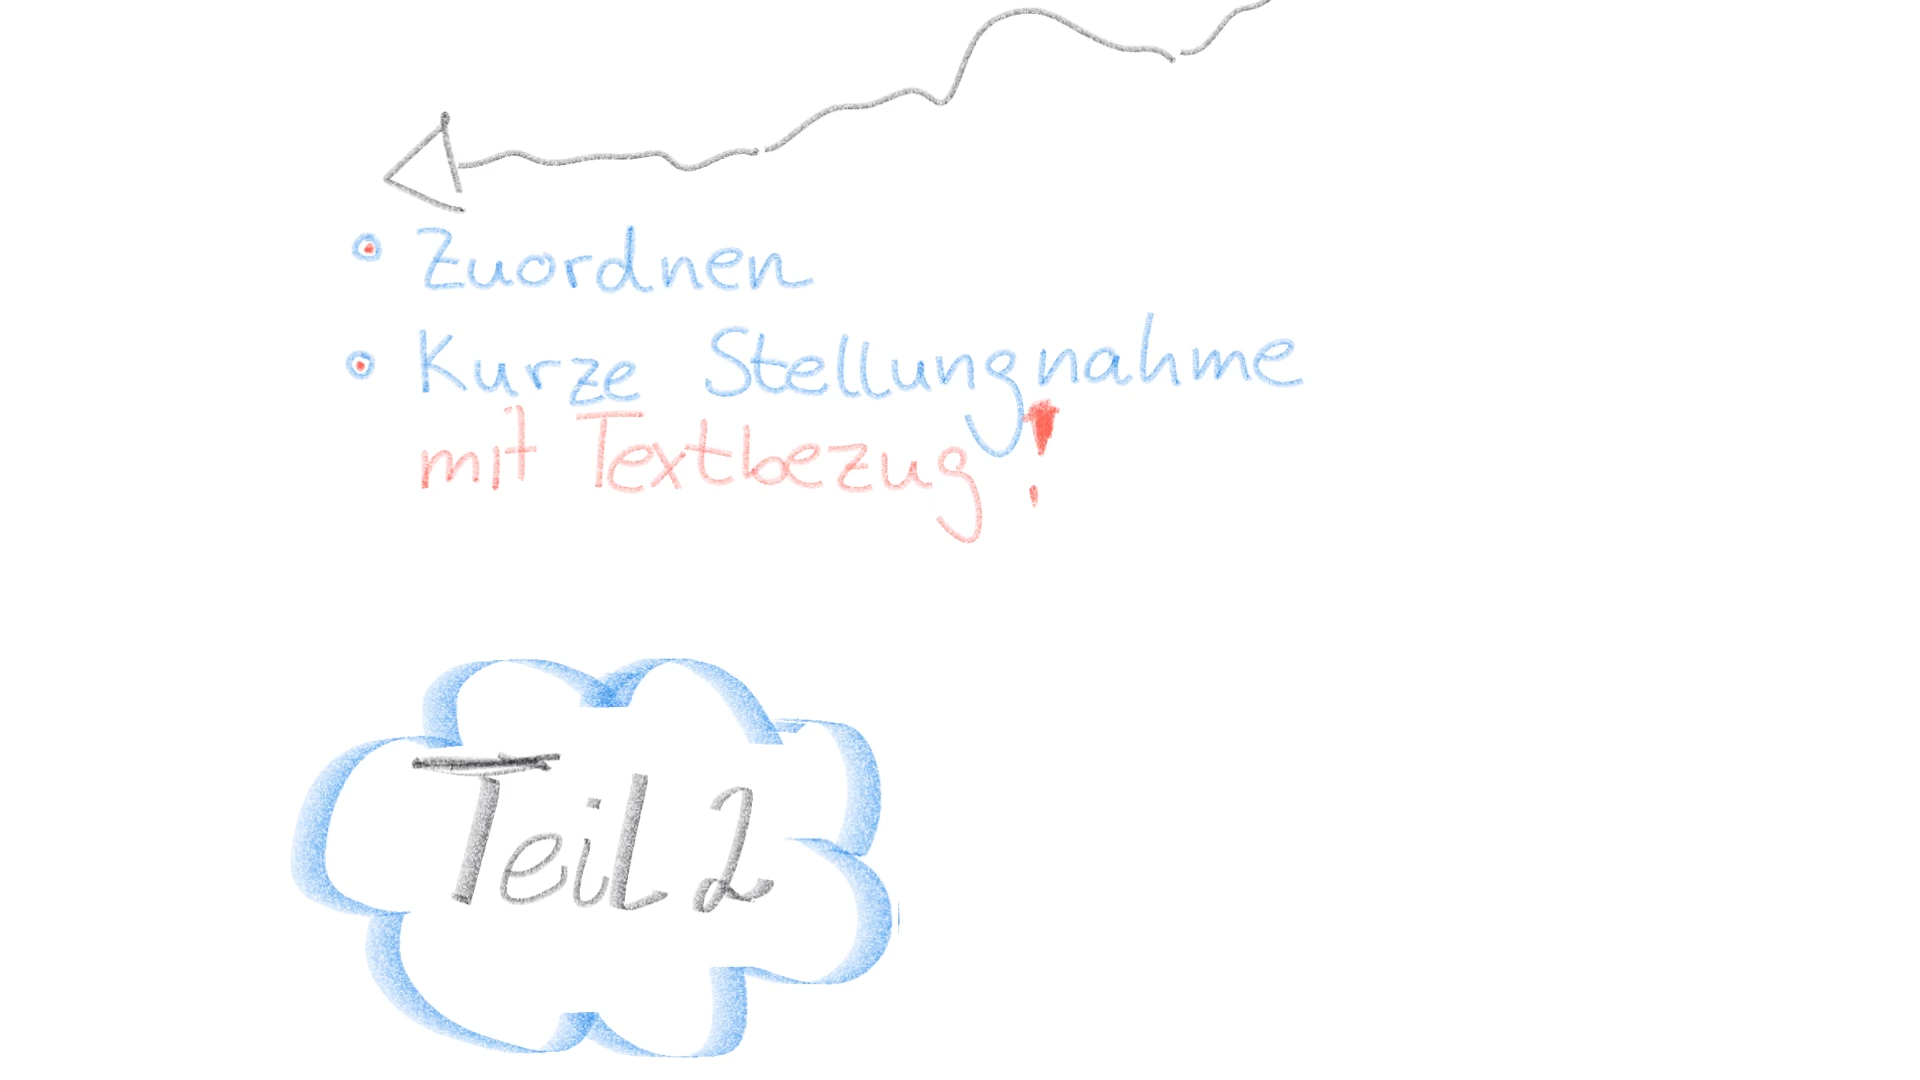 • Zuordnen
• Kurze Stellungnahme
mit Textbezug!
Teil 2